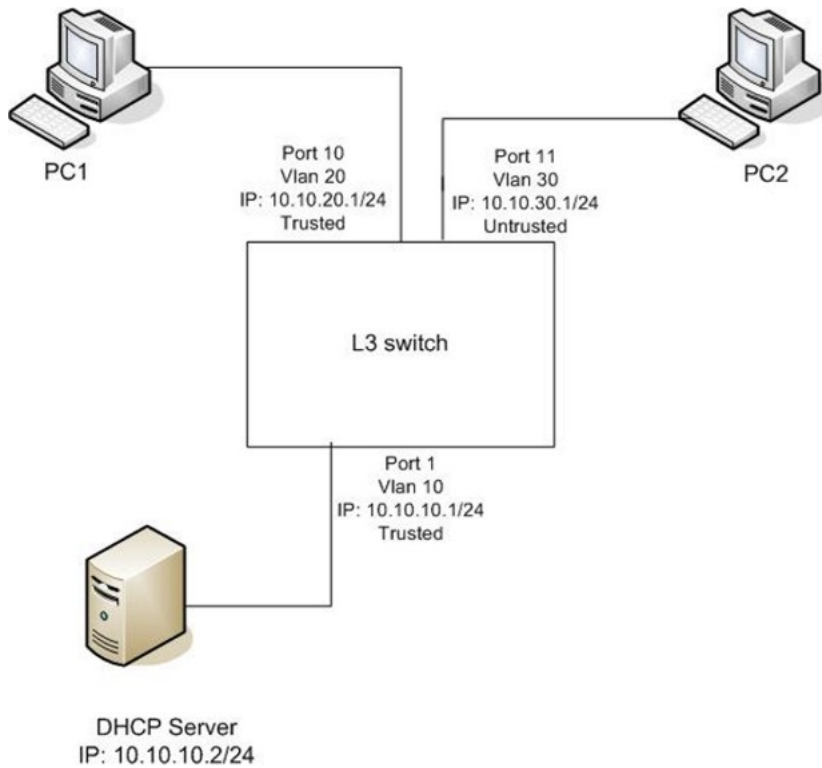 PC1
Port 10
Vlan 20
IP: 10.10.20.1/24
Trusted
Port 11
Vlan 30
IP: 10.10.30.1/24
Untrusted
PC2
L3 switch
Port 1
Vlan 10
IP: 10.10.10.1/24
Trusted
DHCP Server
IP: 10.10.10.2/24